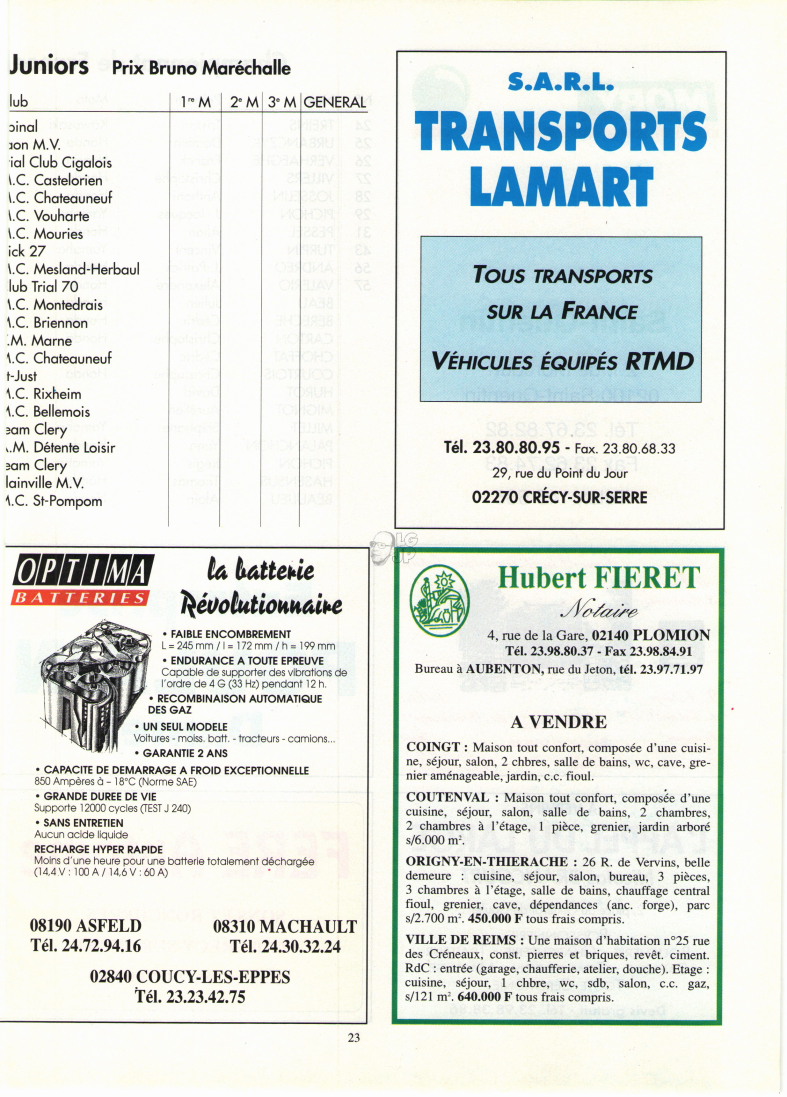 Juniors Prix Bruno Maréchalle
lub 1re M 2e M 3e M GENERAL
pinal
aon M.V.
rial Club Cigalois
A.C. Castelorien
A.C. Chateauneuf
A.C. Vouharte
A.C. Mouries
ick 27
A.C. Mesland-Herbaul
lub Trial 70
A.C. Montedrais
A.C. Briennon
.M. Marne
A.C. Chateauneuf
t-Just
A.C. Rixheim
A.C. Bellemois
eam Clery
A.M. Détente Loisir
eam Clery
lainville M.V.
A.C. St-Pompom
S.A.R.L.
TRANSPORTS
LAMART
TOUS TRANSPORTS
SUR LA FRANCE
VÉHICULES ÉQUIPÉS RTMD
Tél. 23.80.80.95 - Fax. 23.80.68.33
29, rue du Point du Jour
02270 CRÉCY-SUR-SERRE
LG
JP
OPTIMA
BATTERIES
la batterie
Révolutionnaire
• FAIBLE ENCOMBREMENT
L = 245 mm / l = 172 mm / h = 199 mm
• ENDURANCE A TOUTE EPREUVE
Capable de supporter des vibrations de
l'ordre de 4 G (33 Hz) pendant 12 h.
• RECOMBINAISON AUTOMATIQUE
DES GAZ
• UN SEUL MODELE
Voitures - moiss. batt. - tracteurs - camions...
• GARANTIE 2 ANS
• CAPACITE DE DEMARRAGE A FROID EXCEPTIONNELLE
850 Ampères à - 18°C (Norme SAE)
• GRANDE DUREE DE VIE
Supporte 12000 cycles (TEST J 240)
• SANS ENTRETIEN
Aucun acide liquide
RECHARGE HYPER RAPIDE
Moins d'une heure pour une batterie totalement déchargée
(14,4 V : 100 A / 14,6 V : 60 A)
08190 ASFELD 08310 MACHAULT
Tél. 24.72.94.16 Tél. 24.30.32.24
02840 COUCY-LES-EPPES
Tél. 23.23.42.75
Hubert FIERET
Notaire
4, rue de la Gare, 02140 PLOMION
Tél. 23.98.80.37 - Fax 23.98.84.91
Bureau à AUBENTON, rue du Jeton, tél. 23.97.71.97
A VENDRE
COINGT : Maison tout confort, composée d'une cuisi-
ne, séjour, salon, 2 chbres, salle de bains, wc, cave, gre-
nier aménageable, jardin, c.c. fioul.
COUTENVAL : Maison tout confort, composée d'une
cuisine, séjour, salon, salle de bains, 2 chambres,
2 chambres à l'étage, 1 pièce, grenier, jardin arboré
s/6.000 m².
ORIGNY-EN-THIERACHE : 26 R. de Vervins, belle
demeure : cuisine, séjour, salon, bureau, 3 pièces,
3 chambres à l'étage, salle de bains, chauffage central
fioul, grenier, cave, dépendances (anc. forge), parc
s/2.700 m². 450.000 F tous frais compris.
VILLE DE REIMS : Une maison d'habitation n°25 rue
des Créneaux, const. pierres et briques, revêt. ciment.
RdC : entrée (garage, chaufferie, atelier, douche). Etage :
cuisine, séjour, 1 chbre, wc, sdb, salon, c.c. gaz,
s/121 m². 640.000 F tous frais compris.
23